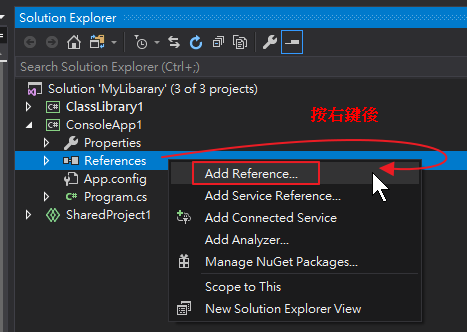 Solution Explorer
Search Solution Explorer (Ctrl+;)
Solution 'MyLibarary' (3 of 3 projects)
ClassLibrary1
ConsoleApp1
按右鍵後
Properties
References
Add Reference...
App.config
Add Service Reference...
Program.cs
Add Connected Service
SharedProject1
Add Analyzer...
Manage NuGet Packages...
Scope to This
New Solution Explorer View